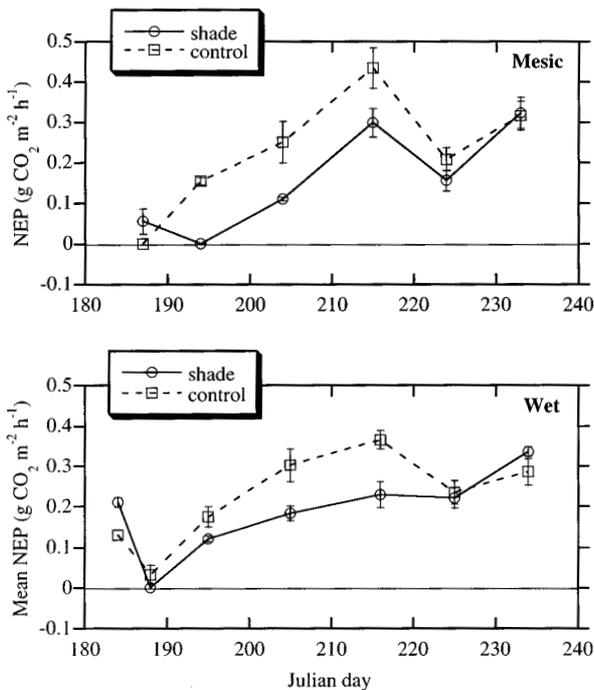 shade
control
Mesic
NEP (g CO2 m-2 h-1)
0.5
0.4
0.3
0.2
0.1
0
-0.1
180 190 200 210 220 230 240
shade
control
Wet
Mean NEP (g CO2 m-2 h-1)
0.5
0.4
0.3
0.2
0.1
0
-0.1
180 190 200 210 220 230 240
Julian day